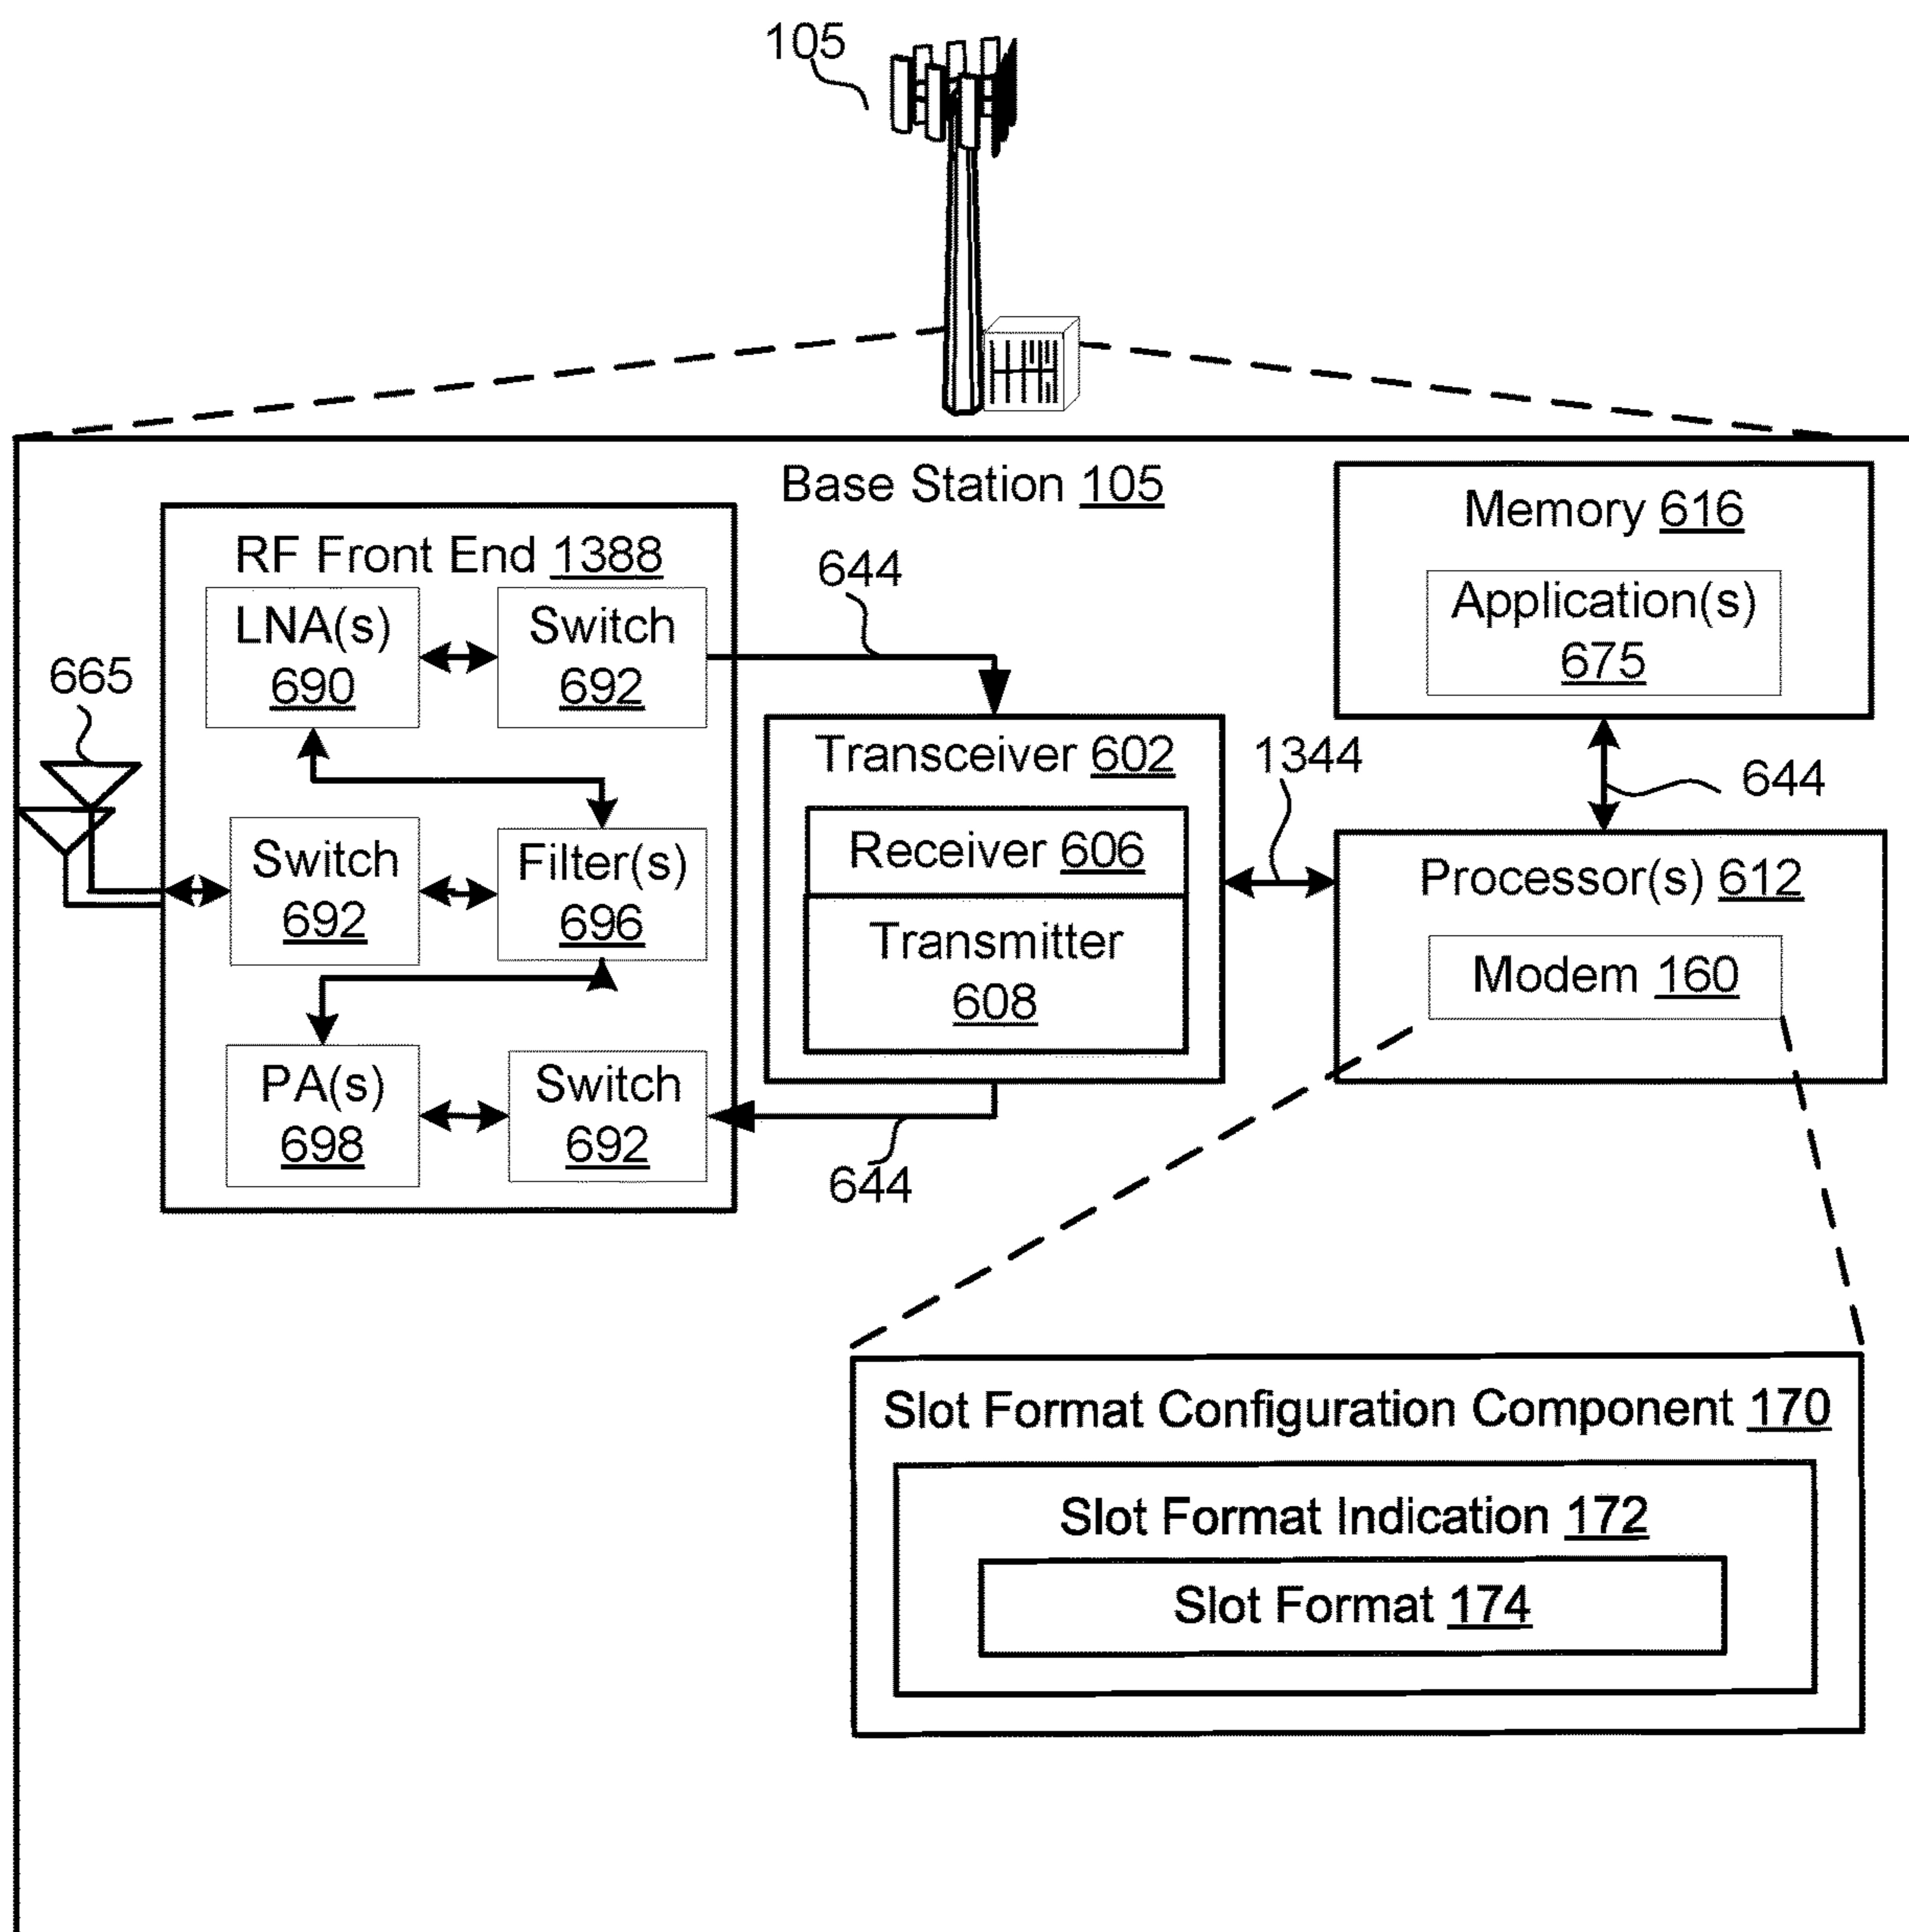 105
Base Station 105
RF Front End 1388
LNA(s)
690
Switch
692
644
665
Switch
692
Filter(s)
696
PA(s)
698
Switch
692
644
Transceiver 602
Receiver 606
Transmitter
608
1344
Memory 616
Application(s)
675
644
Processor(s) 612
Modem 160
Slot Format Configuration Component 170
Slot Format Indication 172
Slot Format 174